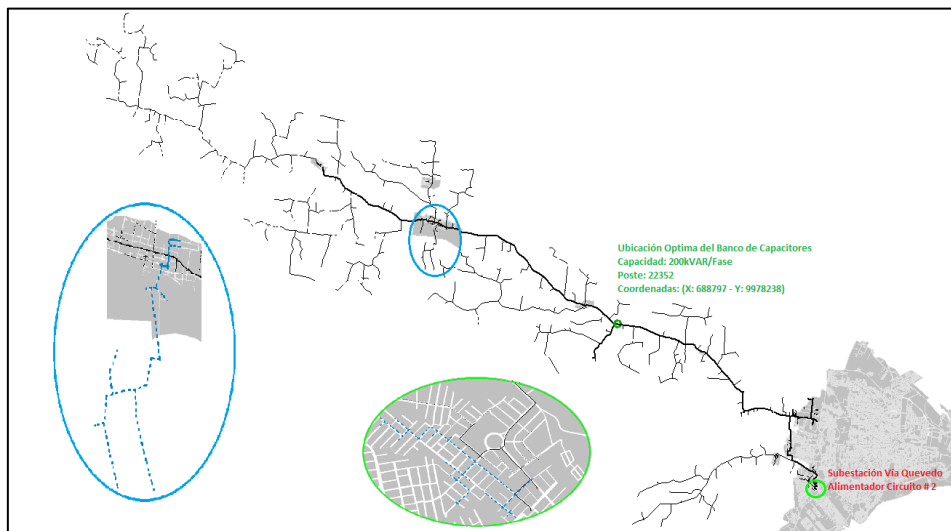 Ubicación Optima del Banco de Capacitores
Capacidad: 200kVAR/Fase
Poste: 22352
Coordenadas: (X: 688797 - Y: 9978238)
Subestación Vía Quevedo
Alimentador Circuito # 2